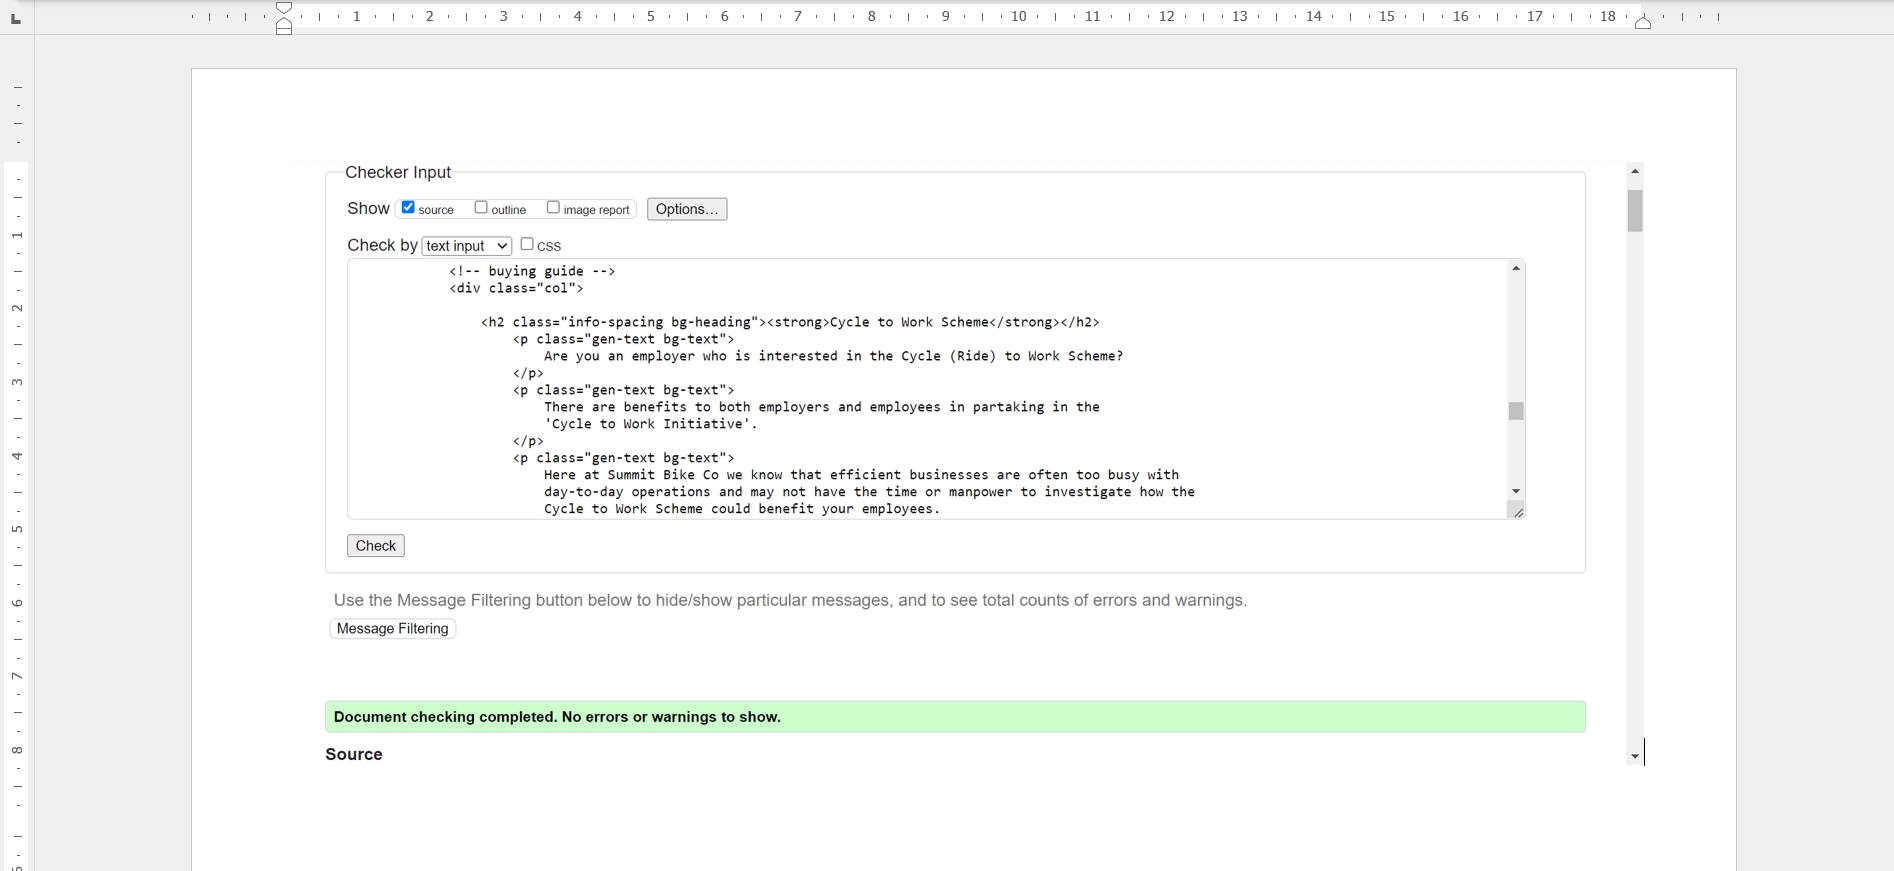 1 2 3 4 5 6 7 8 9 10 11 12 13 14 15 16 17 18
Checker Input
Show source outline image report Options...
Check by text input CSS
<!-- buying guide -->
<div class="col">
<h2 class="info-spacing bg-heading"><strong>Cycle to Work Scheme</strong></h2>
<p class="gen-text bg-text">
Are you an employer who is interested in the Cycle (Ride) to Work Scheme?
</p>
<p class="gen-text bg-text">
There are benefits to both employers and employees in partaking in the
'Cycle to Work Initiative'.
</p>
<p class="gen-text bg-text">
Here at Summit Bike Co we know that efficient businesses are often too busy with
day-to-day operations and may not have the time or manpower to investigate how the
Cycle to Work Scheme could benefit your employees.
Check
Use the Message Filtering button below to hide/show particular messages, and to see total counts of errors and warnings.
Message Filtering
Document checking completed. No errors or warnings to show.
Source
1
2
3
4
5
6
7
8